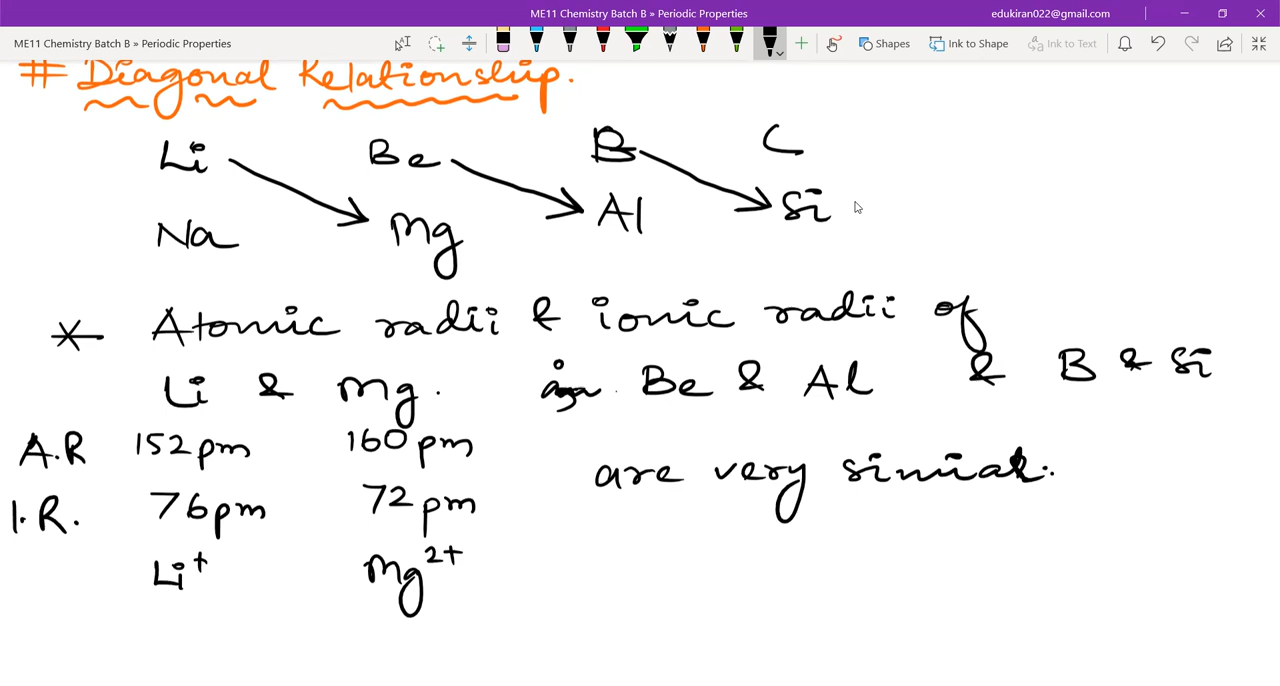 ME11 Chemistry Batch B » Periodic Properties
edukiran022@gmail.com
ME11 Chemistry Batch B » Periodic Properties
Shapes
Ink to Shape
Ink to Text
# Diagonal Relationship.
Li Be B C
Na Mg Al Si
* Atomic radii & ionic radii of
Li & Mg. Be & Al & B & Si
A.R 152pm 160pm
are very simial.
I.R. 76pm 72pm
Li+ Mg2+